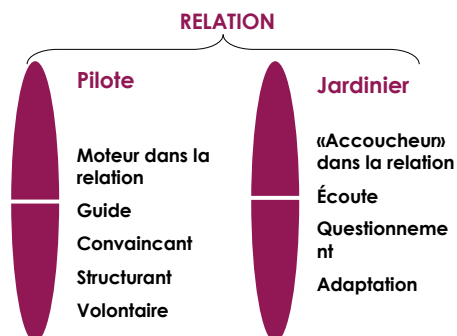 RELATION
Pilote
Moteur dans la
relation
Guide
Convaincant
Structurant
Volontaire
Jardinier
«Accoucheur»
dans la relation
Écoute
Questionneme
nt
Adaptation